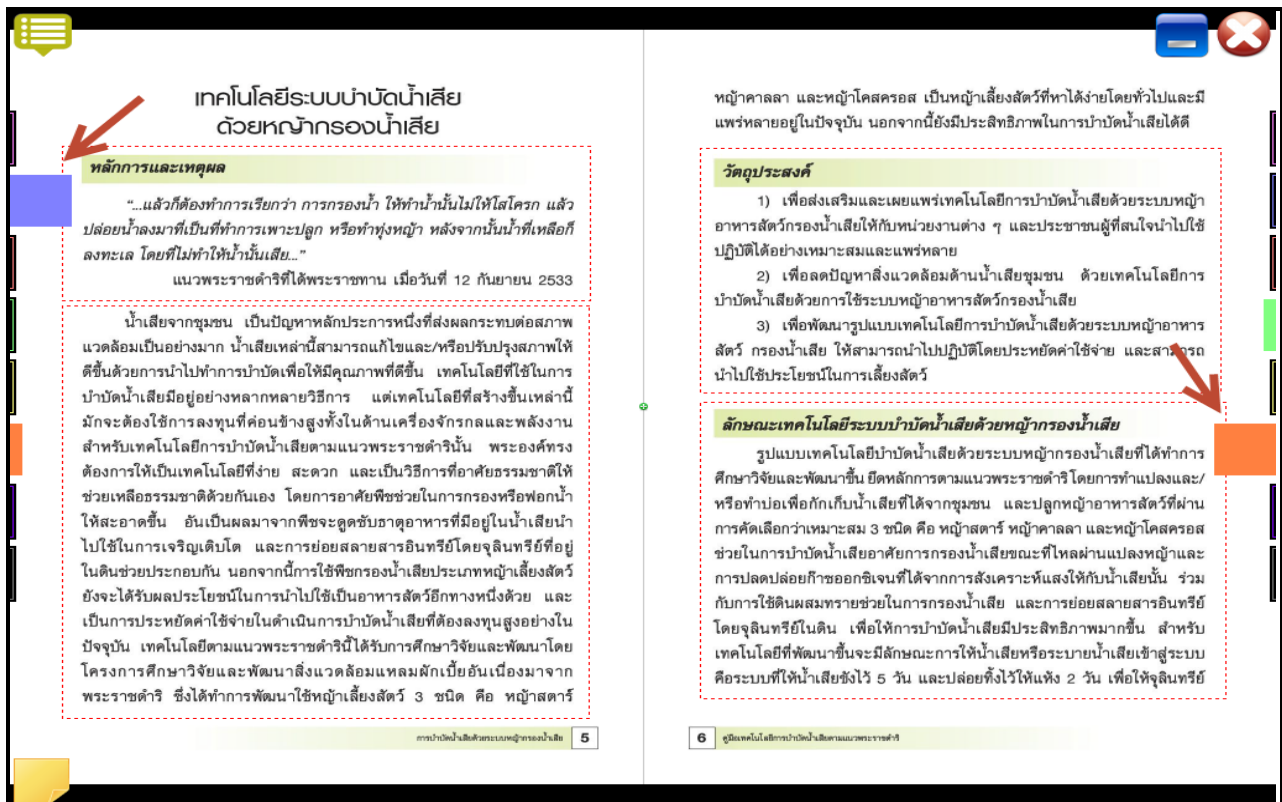 เทคโนโลยีระบบบำบัดน้ำเสีย
ด้วยหญ้ากรองน้ำเสีย
หลักการและเหตุผล
"...แล้วก็ต้องทำการเรียกว่า การกรองน้ำ ให้ทำน้ำนั้นไม่ให้โสโครก แล้ว
ปล่อยน้ำลงมาที่เป็นที่ทำการเพาะปลูก หรือทำทุ่งหญ้า หลังจากนั้นน้ำที่เหลือก็
ลงทะเล โดยที่ไม่ทำให้น้ำนั้นเสีย..."
แนวพระราชดำริที่ได้พระราชทาน เมื่อวันที่ 12 กันยายน 2533
น้ำเสียจากชุมชน เป็นปัญหาหลักประการหนึ่งที่ส่งผลกระทบต่อสภาพ
แวดล้อมเป็นอย่างมาก น้ำเสียเหล่านี้สามารถแก้ไขและ/หรือปรับปรุงสภาพให้
ดีขึ้นด้วยการนำไปทำการบำบัดเพื่อให้มีคุณภาพที่ดีขึ้น เทคโนโลยีที่ใช้ในการ
บำบัดน้ำเสียมีอยู่อย่างหลากหลายวิธีการ แต่เทคโนโลยีที่สร้างขึ้นเหล่านี้
มักจะต้องใช้การลงทุนที่ค่อนข้างสูงทั้งในด้านเครื่องจักรกลและพลังงาน
สำหรับเทคโนโลยีการบำบัดน้ำเสียตามแนวพระราชดำรินั้น พระองค์ทรง
ต้องการให้เป็นเทคโนโลยีที่ง่าย สะดวก และเป็นวิธีการที่อาศัยธรรมชาติให้
ช่วยเหลือธรรมชาติด้วยกันเอง โดยการอาศัยพืชช่วยในการกรองหรือฟอกน้ำ
ให้สะอาดขึ้น อันเป็นผลมาจากพืชจะดูดซับธาตุอาหารที่มีอยู่ในน้ำเสียนำ
ไปใช้ในการเจริญเติบโต และการย่อยสลายสารอินทรีย์โดยจุลินทรีย์ที่อยู่
ในดินช่วยประกอบกัน นอกจากนี้การใช้พืชกรองน้ำเสียประเภทหญ้าเลี้ยงสัตว์
ยังจะได้รับผลประโยชน์ในการนำไปใช้เป็นอาหารสัตว์อีกทางหนึ่งด้วย และ
เป็นการประหยัดค่าใช้จ่ายในดำเนินการบำบัดน้ำเสียที่ต้องลงทุนสูงอย่างใน
ปัจจุบัน เทคโนโลยีตามแนวพระราชดำรินี้ได้รับการศึกษาวิจัยและพัฒนาโดย
โครงการศึกษาวิจัยและพัฒนาสิ่งแวดล้อมแหลมผักเบี้ยอันเนื่องมาจาก
พระราชดำริ ซึ่งได้ทำการพัฒนาใช้หญ้าเลี้ยงสัตว์ 3 ชนิด คือ หญ้าสตาร์
การบำบัดน้ำเสียด้วยระบบหญ้ากรองน้ำเสีย 5
หญ้าคาลลา และหญ้าโคสครอส เป็นหญ้าเลี้ยงสัตว์ที่หาได้ง่ายโดยทั่วไปและมี
แพร่หลายอยู่ในปัจจุบัน นอกจากนี้ยังมีประสิทธิภาพในการบำบัดน้ำเสียได้ดี
วัตถุประสงค์
1) เพื่อส่งเสริมและเผยแพร่เทคโนโลยีการบำบัดน้ำเสียด้วยระบบหญ้า
อาหารสัตว์กรองน้ำเสียให้กับหน่วยงานต่าง ๆ และประชาชนผู้ที่สนใจนำไปใช้
ปฏิบัติได้อย่างเหมาะสมและแพร่หลาย
2) เพื่อลดปัญหาสิ่งแวดล้อมด้านน้ำเสียชุมชน ด้วยเทคโนโลยีการ
บำบัดน้ำเสียด้วยการใช้ระบบหญ้าอาหารสัตว์กรองน้ำเสีย
3) เพื่อพัฒนารูปแบบเทคโนโลยีการบำบัดน้ำเสียด้วยระบบหญ้าอาหาร
สัตว์ กรองน้ำเสีย ให้สามารถนำไปปฏิบัติโดยประหยัดค่าใช้จ่าย และสามารถ
นำไปใช้ประโยชน์ในการเลี้ยงสัตว์
ลักษณะเทคโนโลยีระบบบำบัดน้ำเสียด้วยหญ้ากรองน้ำเสีย
รูปแบบเทคโนโลยีบำบัดน้ำเสียด้วยระบบหญ้ากรองน้ำเสียที่ได้ทำการ
ศึกษาวิจัยและพัฒนาขึ้น ยึดหลักการตามแนวพระราชดำริ โดยการทำแปลงและ/
หรือทำบ่อเพื่อกักเก็บน้ำเสียที่ได้จากชุมชน และปลูกหญ้าอาหารสัตว์ที่ผ่าน
การคัดเลือกว่าเหมาะสม 3 ชนิด คือ หญ้าสตาร์ หญ้าคาลลา และหญ้าโคสครอส
ช่วยในการบำบัดน้ำเสียอาศัยการกรองน้ำเสียขณะที่ไหลผ่านแปลงหญ้าและ
การปลดปล่อยก๊าซออกซิเจนที่ได้จากการสังเคราะห์แสงให้กับน้ำเสียนั้น ร่วม
กับการใช้ดินผสมทรายช่วยในการกรองน้ำเสีย และการย่อยสลายสารอินทรีย์
โดยจุลินทรีย์ในดิน เพื่อให้การบำบัดน้ำเสียมีประสิทธิภาพมากขึ้น สำหรับ
เทคโนโลยีที่พัฒนาขึ้นจะมีลักษณะการให้น้ำเสียหรือระบายน้ำเสียเข้าสู่ระบบ
คือระบบที่ให้น้ำเสียขังไว้ 5 วัน และปล่อยทิ้งไว้ให้แห้ง 2 วัน เพื่อให้จุลินทรีย์
6 คู่มือเทคโนโลยีการบำบัดน้ำเสียตามแนวพระราชดำริ